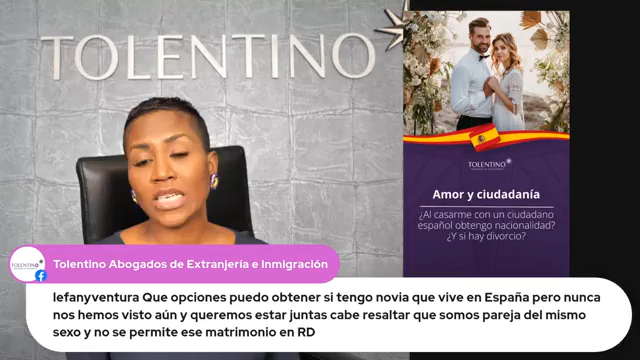 TOLENTINO
TOLENTINO
Amor y ciudadanía
¿Al casarme con un ciudadano
español obtengo nacionalidad?
¿Y si hay divorcio?
TOLENTINO
Tolentino Abogados de Extranjería e Inmigración
lefanyventura Que opciones puedo obtener si tengo novia que vive en España pero nunca
nos hemos visto aún y queremos estar juntas cabe resaltar que somos pareja del mismo
sexo y no se permite ese matrimonio en RD